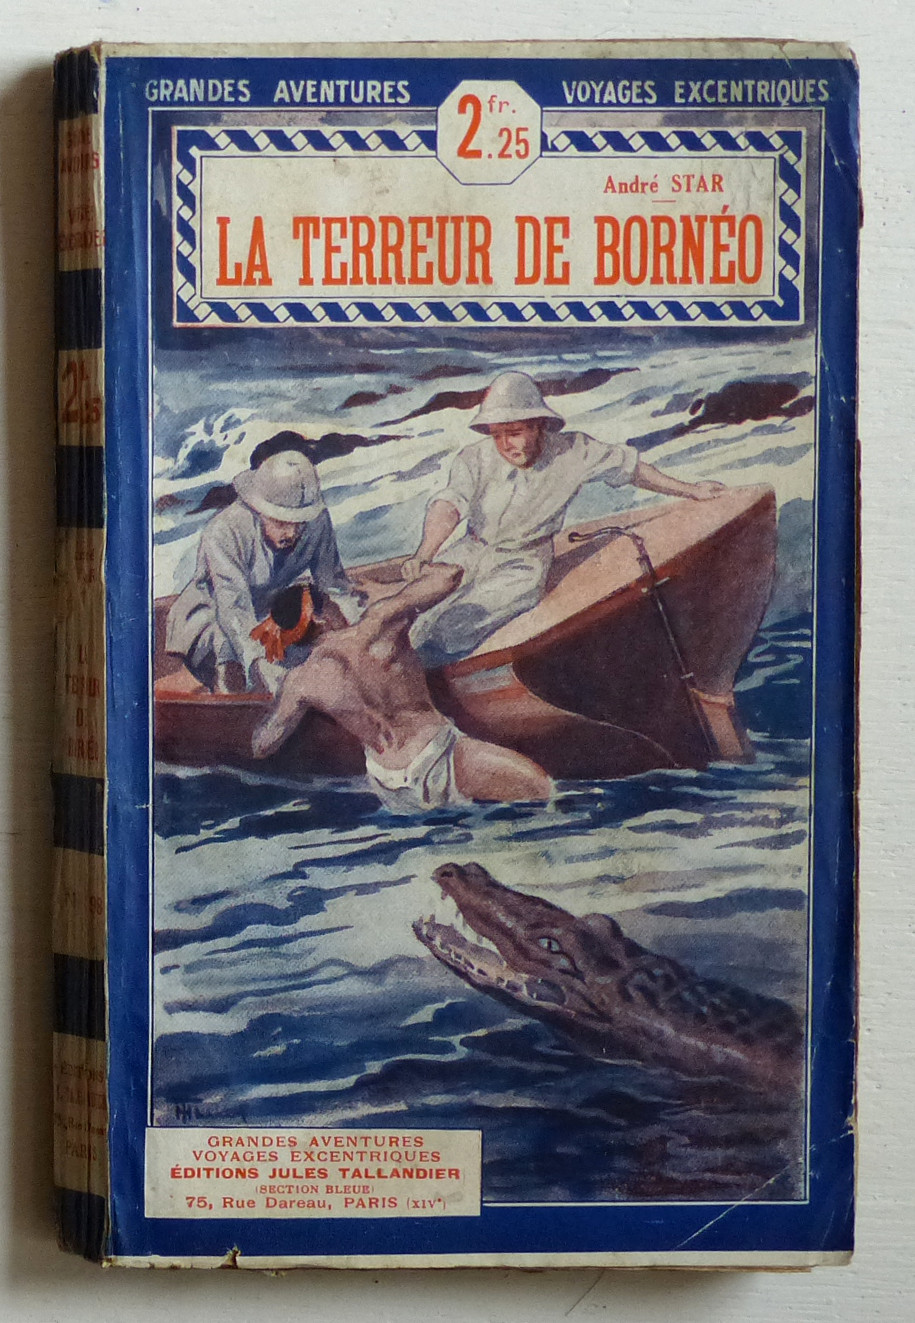 GRANDES AVENTURES
VOYAGES EXCENTRIQUES
2 fr. 25
André STAR
LA TERREUR DE BORNÉO
GRANDES AVENTURES
VOYAGES EXCENTRIQUES
ÉDITIONS JULES TALLANDIER
(SECTION BLEUE)
75, Rue Dareau, PARIS (XIVe)
PARIS